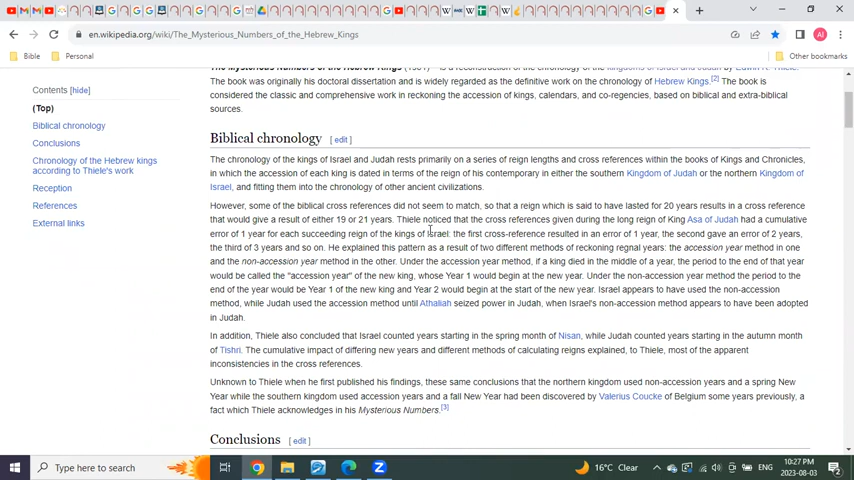 en.wikipedia.org/wiki/The_Mysterious_Numbers_of_the_Hebrew_Kings
AI
Bible
Personal
Other bookmarks
Contents [hide]
(Top)
Biblical chronology
Conclusions
Chronology of the Hebrew kings
according to Thiele's work
Reception
References
External links
The Mysterious Numbers of the Hebrew Kings (1951) is a reconstruction of the chronology of the kingdoms of Israel and Judah by Edwin R. Thiele.
The book was originally his doctoral dissertation and is widely regarded as the definitive work on the chronology of Hebrew Kings.[2] The book is
considered the classic and comprehensive work in reckoning the accession of kings, calendars, and co-regencies, based on biblical and extra-biblical
sources.
Biblical chronology [ edit ]
The chronology of the kings of Israel and Judah rests primarily on a series of reign lengths and cross references within the books of Kings and Chronicles,
in which the accession of each king is dated in terms of the reign of his contemporary in either the southern Kingdom of Judah or the northern Kingdom of
Israel, and fitting them into the chronology of other ancient civilizations.
However, some of the biblical cross references did not seem to match, so that a reign which is said to have lasted for 20 years results in a cross reference
that would give a result of either 19 or 21 years. Thiele noticed that the cross references given during the long reign of King Asa of Judah had a cumulative
error of 1 year for each succeeding reign of the kings of Israel: the first cross-reference resulted in an error of 1 year, the second gave an error of 2 years,
the third of 3 years and so on. He explained this pattern as a result of two different methods of reckoning regnal years: the accession year method in one
and the non-accession year method in the other. Under the accession year method, if a king died in the middle of a year, the period to the end of that year
would be called the "accession year" of the new king, whose Year 1 would begin at the new year. Under the non-accession year method the period to the
end of the year would be Year 1 of the new king and Year 2 would begin at the start of the new year. Israel appears to have used the non-accession
method, while Judah used the accession method until Athaliah seized power in Judah, when Israel's non-accession method appears to have been adopted
in Judah.
In addition, Thiele also concluded that Israel counted years starting in the spring month of Nisan, while Judah counted years starting in the autumn month
of Tishri. The cumulative impact of differing new years and different methods of calculating reigns explained, to Thiele, most of the apparent
inconsistencies in the cross references.
Unknown to Thiele when he first published his findings, these same conclusions that the northern kingdom used non-accession years and a spring New
Year while the southern kingdom used accession years and a fall New Year had been discovered by Valerius Coucke of Belgium some years previously, a
fact which Thiele acknowledges in his Mysterious Numbers.[3]
Conclusions [ edit ]
Type here to search
16°C Clear
ENG
10:27 PM
2023-08-03
2